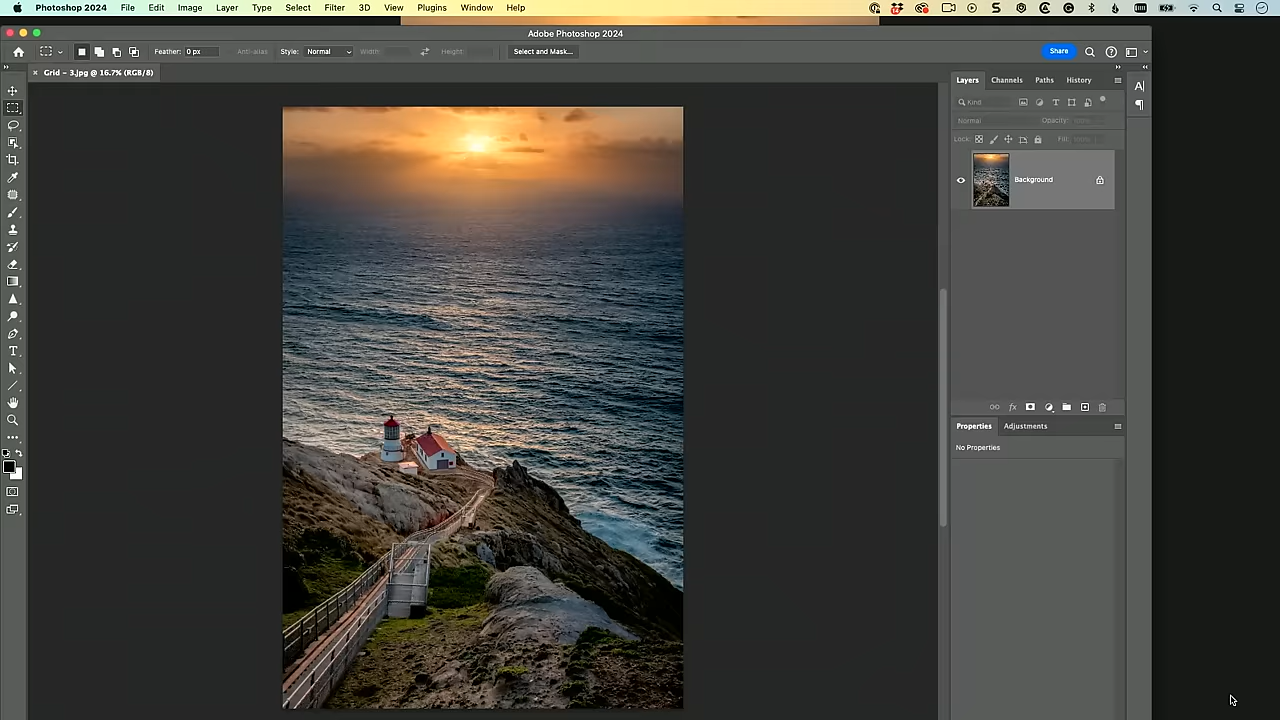 Photoshop 2024 File Edit Image Layer Type Select Filter 3D View Plugins Window Help
Adobe Photoshop 2024
Feather: 0 px Anti-alias Style: Normal Width: Height: Select and Mask... Share
× Grid - 3.jpg @ 16.7% (RGB/8)
Layers Channels Paths History
Kind
Normal Opacity: 100%
Lock: Fill: 100%
Background
Properties Adjustments
No Properties